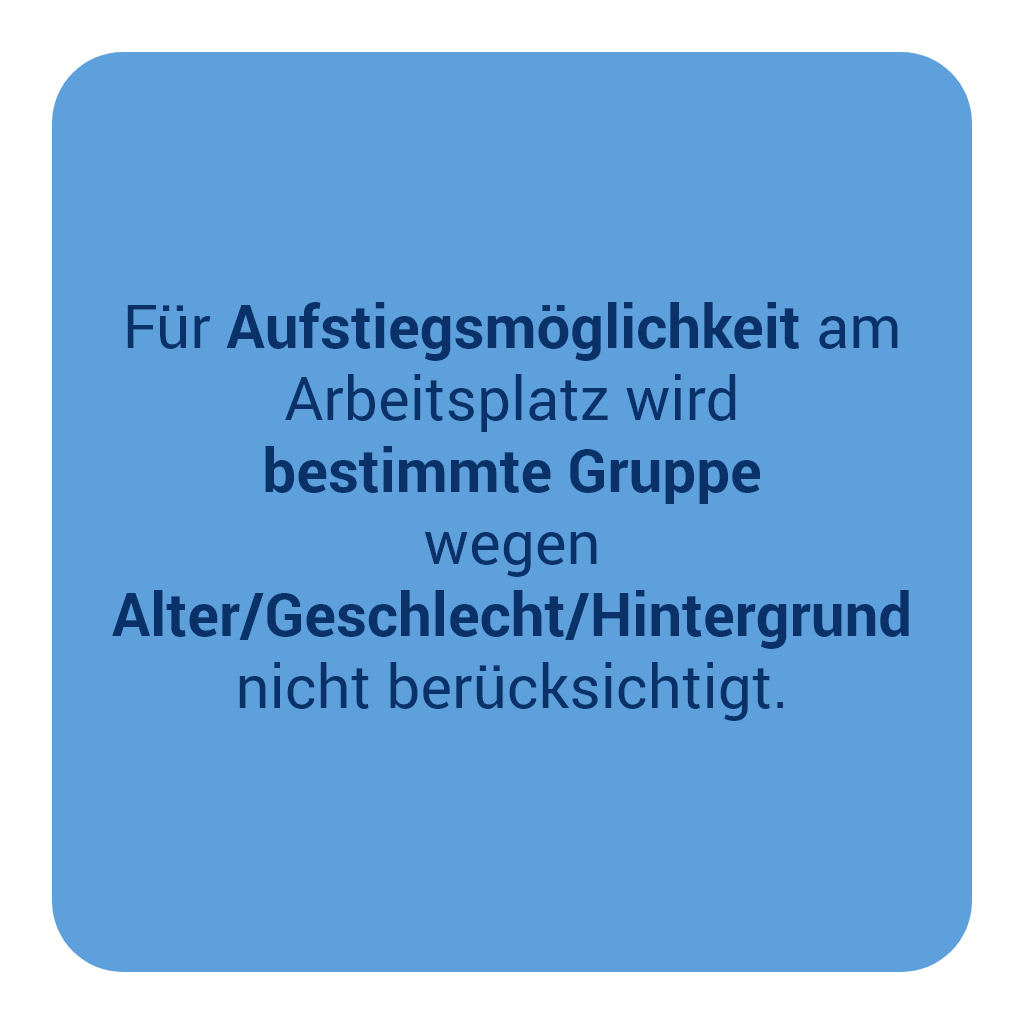 Für Aufstiegsmöglichkeit am
Arbeitsplatz wird
bestimmte Gruppe
wegen
Alter/Geschlecht/Hintergrund
nicht berücksichtigt.